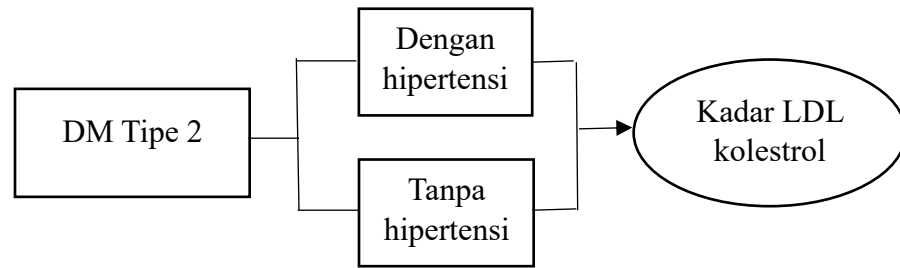 DM Tipe 2
Dengan
hipertensi
Tanpa
hipertensi
Kadar LDL
kolestrol